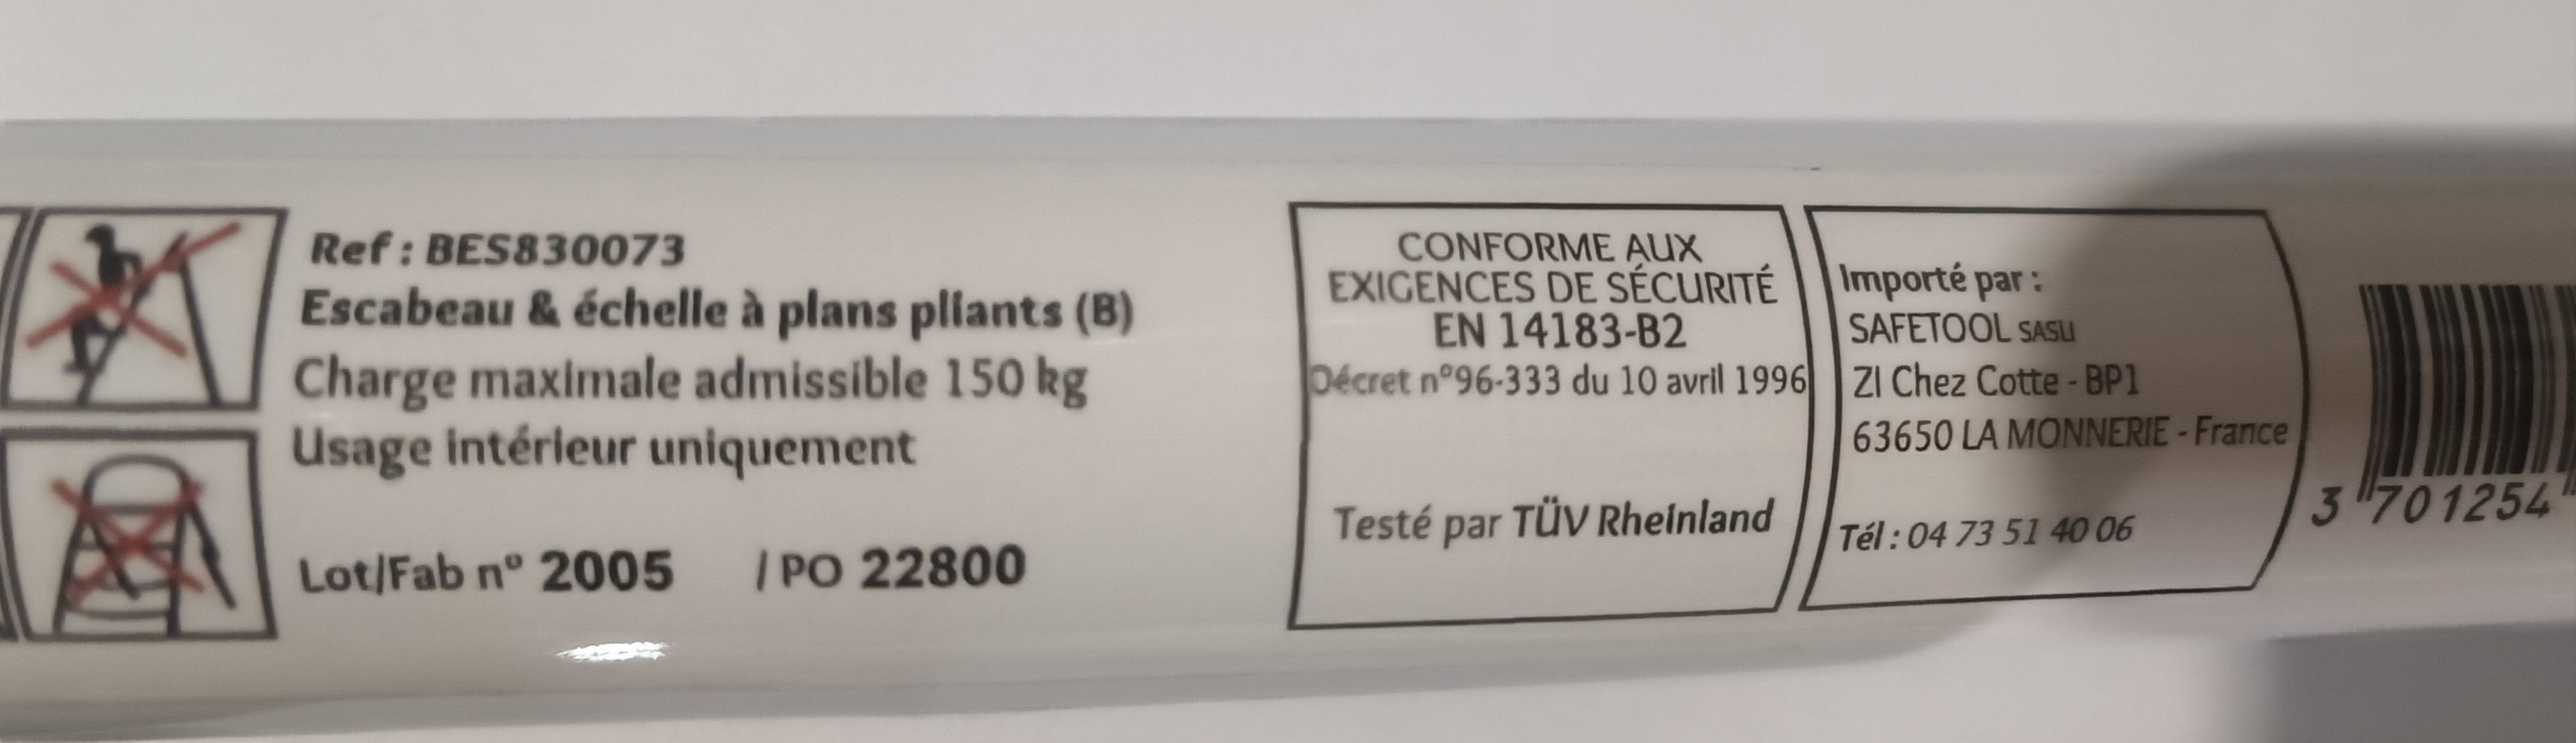 Ref : BES830073
Escabeau & échelle à plans pliants (B)
Charge maximale admissible 150 kg
Usage intérieur uniquement
Lot/Fab n° 2005 / PO 22800
CONFORME AUX
EXIGENCES DE SÉCURITÉ
EN 14183-B2
Décret n°96-333 du 10 avril 1996
Testé par TÜV Rheinland
Importé par :
SAFETOOL SASU
ZI Chez Cotte - BP1
63650 LA MONNERIE - France
Tél : 04 73 51 40 06
3 701254